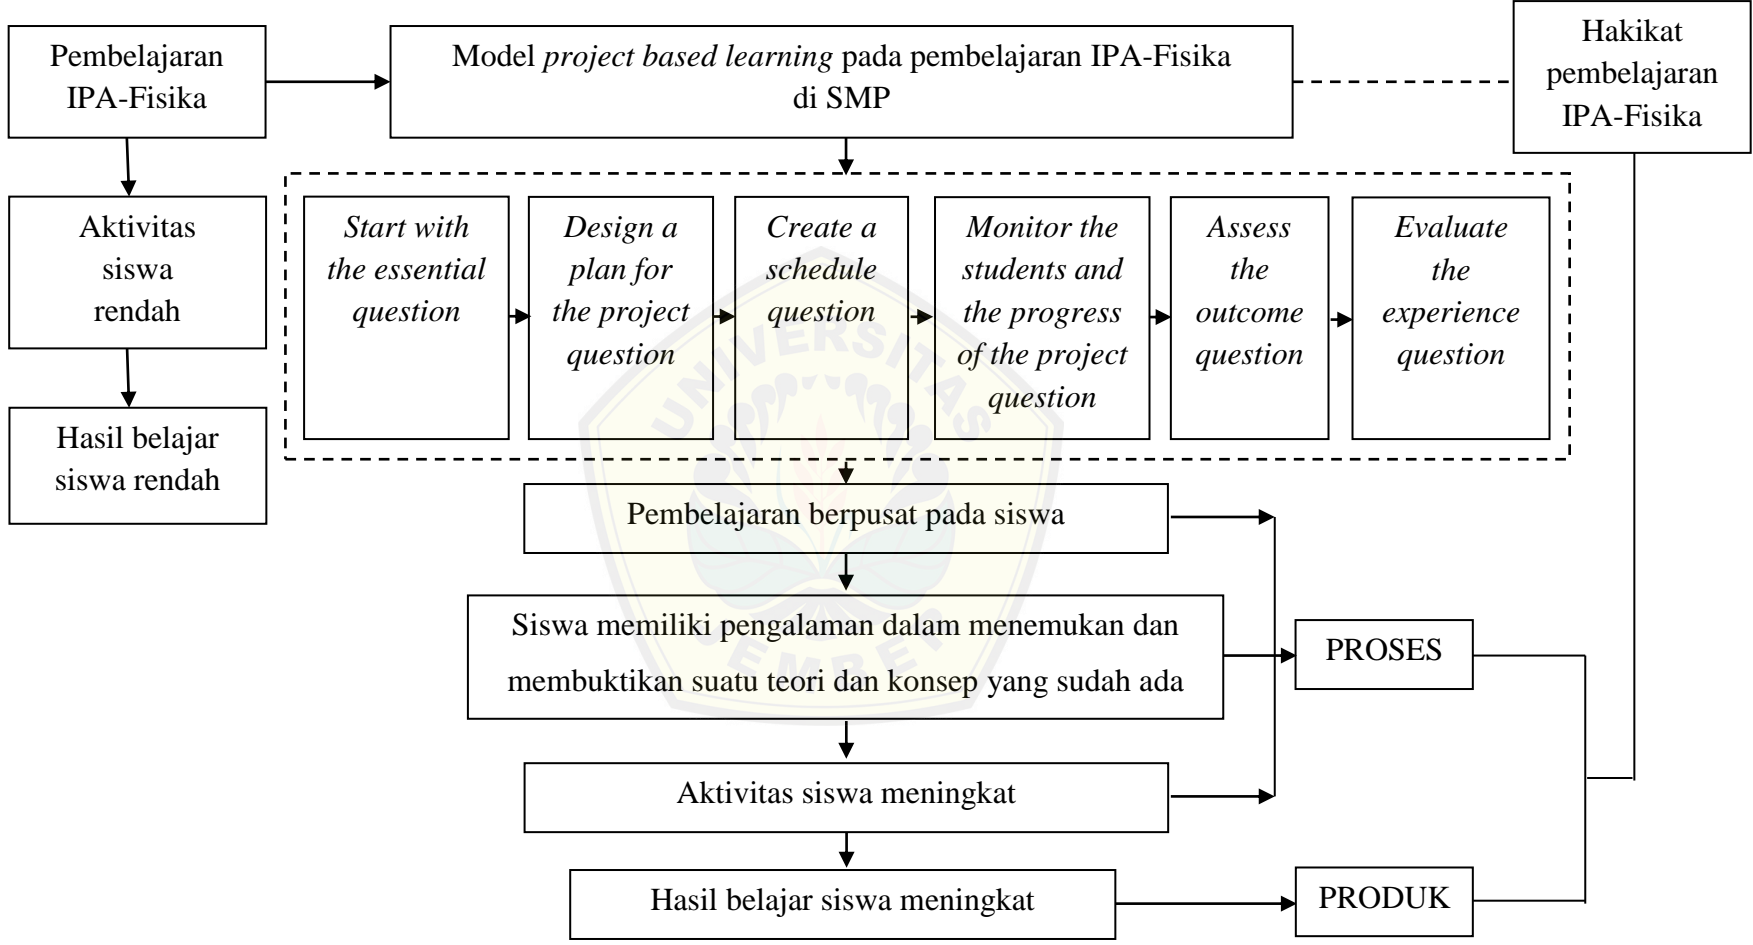 Pembelajaran
IPA-Fisika
Model project based learning pada pembelajaran IPA-Fisika
di SMP
Hakikat
pembelajaran
IPA-Fisika
Aktivitas
siswa
rendah
Hasil belajar
siswa rendah
Start with
the essential
question
Design a
plan for
the project
question
Create a
schedule
question
Monitor the
students and
the progress
of the project
question
Assess
the
outcome
question
Evaluate
the
experience
question
Pembelajaran berpusat pada siswa
Siswa memiliki pengalaman dalam menemukan dan
membuktikan suatu teori dan konsep yang sudah ada
Aktivitas siswa meningkat
Hasil belajar siswa meningkat
PROSES
PRODUK
UNIVERSITAS
JEMBER